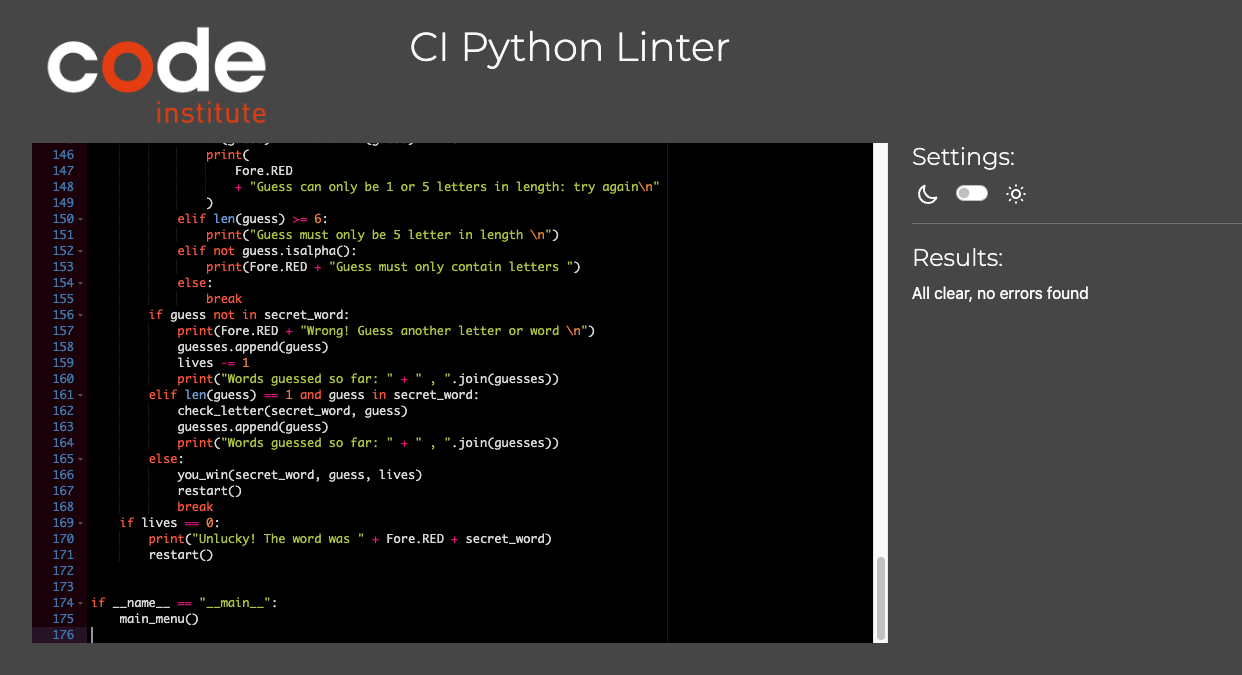 code
institute
CI Python Linter
146 print(
147 Fore.RED
148 + "Guess can only be 1 or 5 letters in length: try again\n"
149 )
150 elif len(guess) >= 6:
151 print("Guess must only be 5 letter in length \n")
152 elif not guess.isalpha():
153 print(Fore.RED + "Guess must only contain letters ")
154 else:
155 break
156 if guess not in secret_word:
157 print(Fore.RED + "Wrong! Guess another letter or word \n")
158 guesses.append(guess)
159 lives -= 1
160 print("Words guessed so far: " + " , ".join(guesses))
161 elif len(guess) == 1 and guess in secret_word:
162 check_letter(secret_word, guess)
163 guesses.append(guess)
164 print("Words guessed so far: " + " , ".join(guesses))
165 else:
166 you_win(secret_word, guess, lives)
167 restart()
168 break
169 if lives == 0:
170 print("Unlucky! The word was " + Fore.RED + secret_word)
171 restart()
172
173
174 if __name__ == "__main__":
175 main_menu()
176
Settings:
Results:
All clear, no errors found